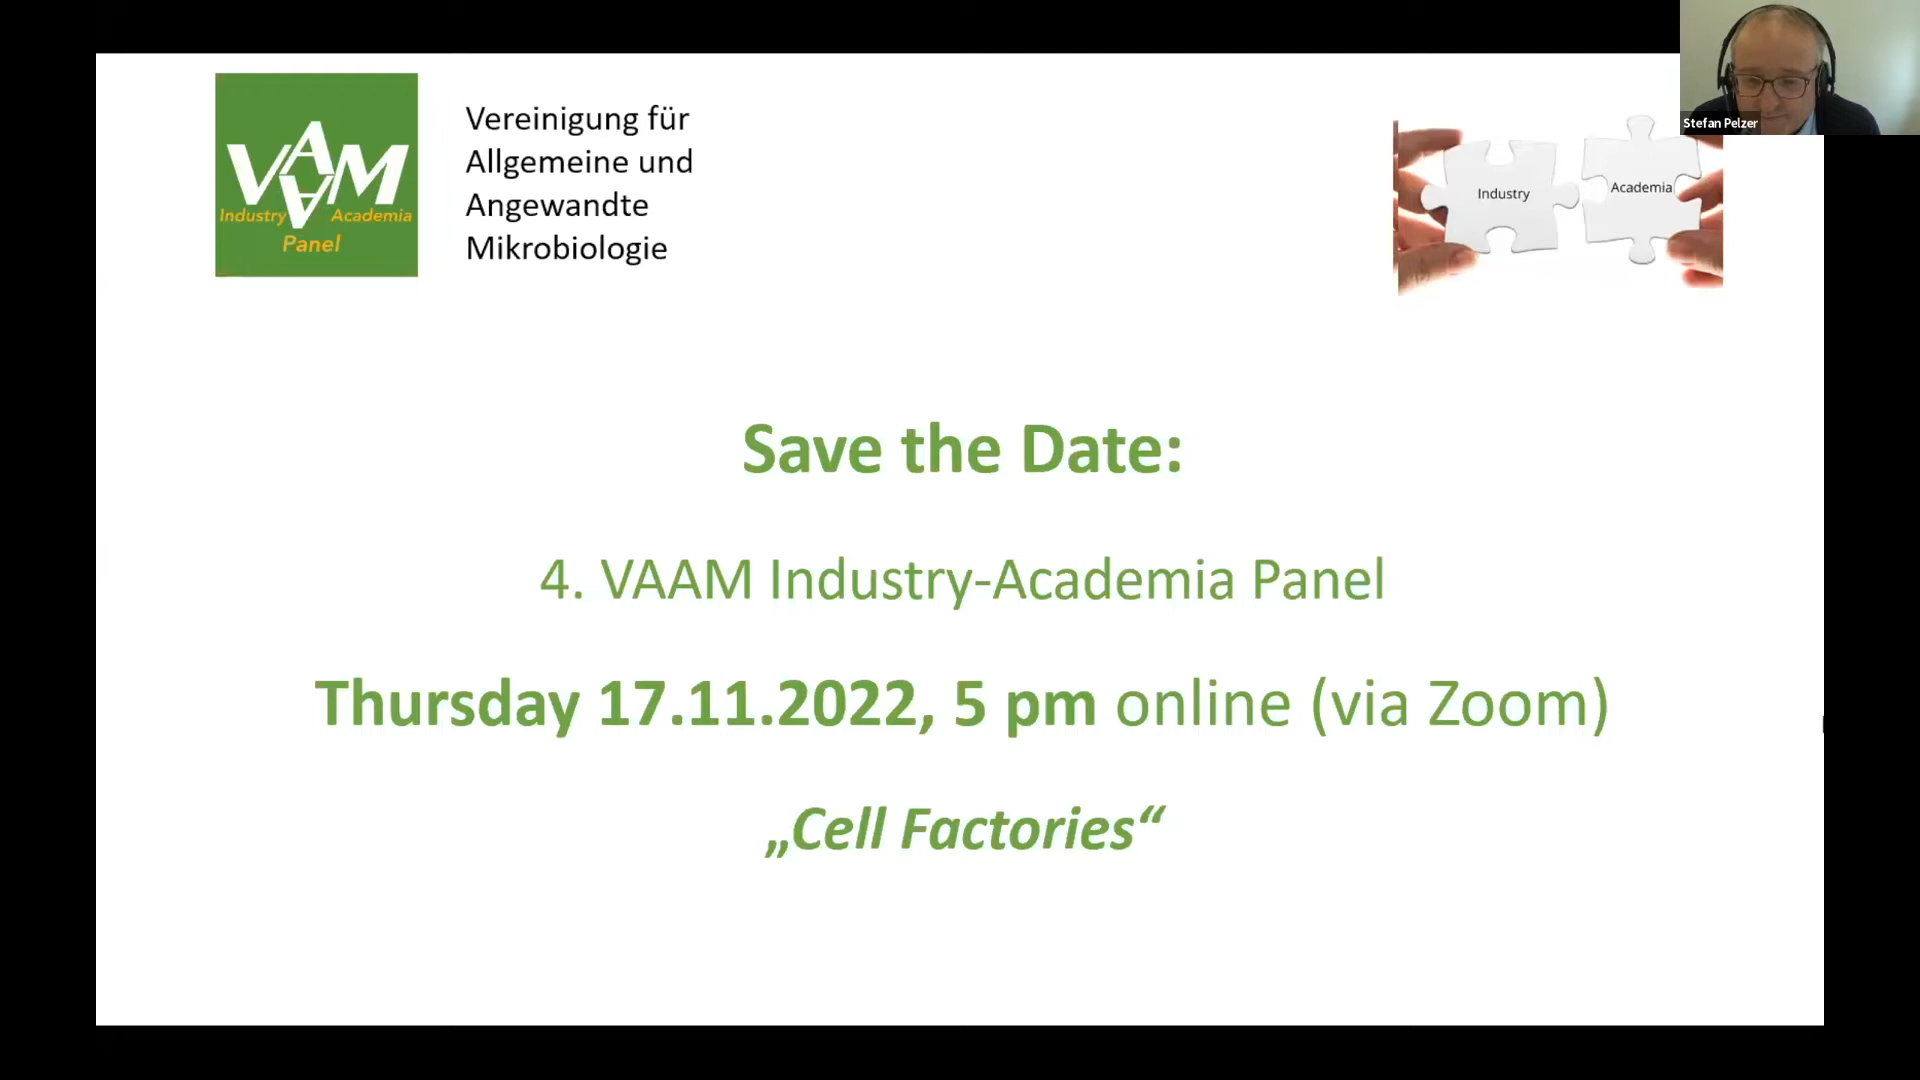 VAAM
Industry Academia
Panel
Vereinigung für
Allgemeine und
Angewandte
Mikrobiologie
Industry
Academia
Stefan Pelzer
Save the Date:
4. VAAM Industry-Academia Panel
Thursday 17.11.2022, 5 pm online (via Zoom)
„Cell Factories“